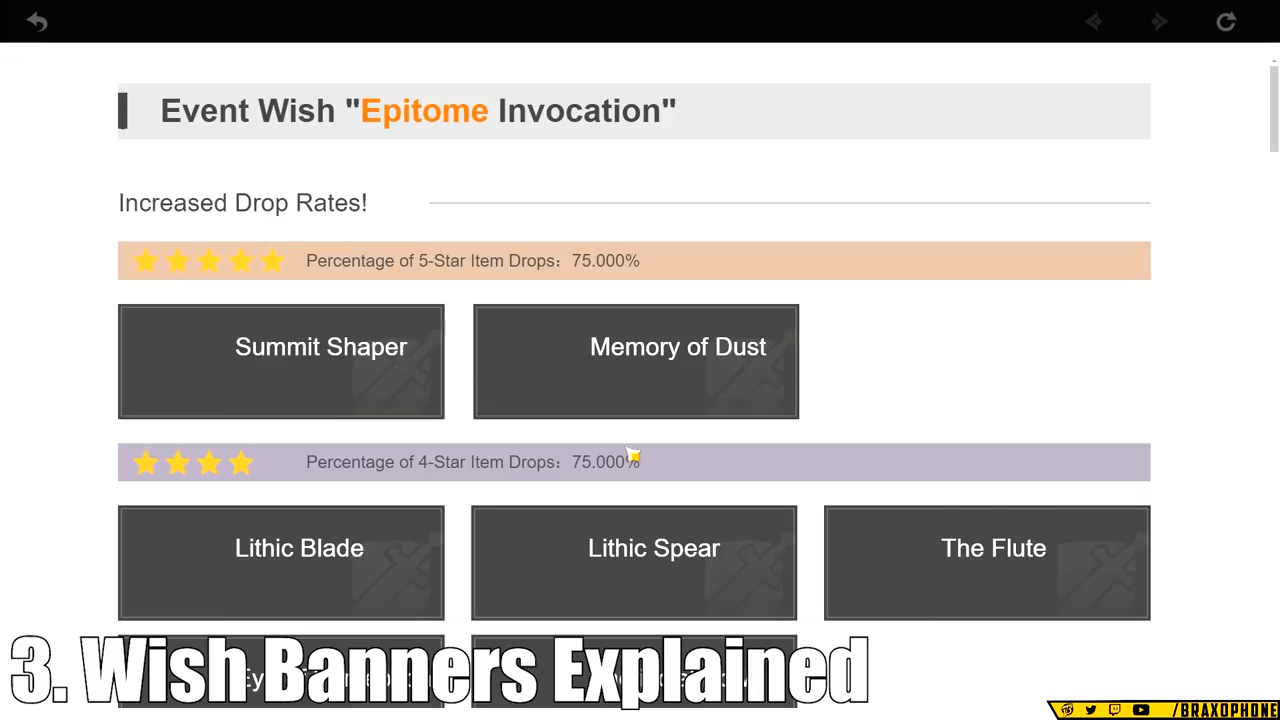 Event Wish "Epitome Invocation"
Increased Drop Rates!
Percentage of 5-Star Item Drops: 75.000%
Summit Shaper
Memory of Dust
Percentage of 4-Star Item Drops: 75.000%
Lithic Blade
Lithic Spear
The Flute
3. Wish Banners Explained
/BRAXOPHONE